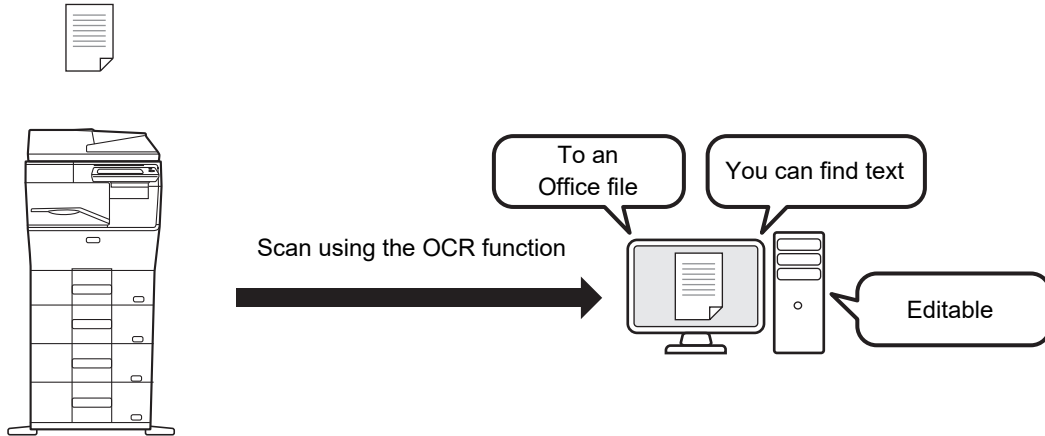 To an
Office file
You can find text
Scan using the OCR function
Editable